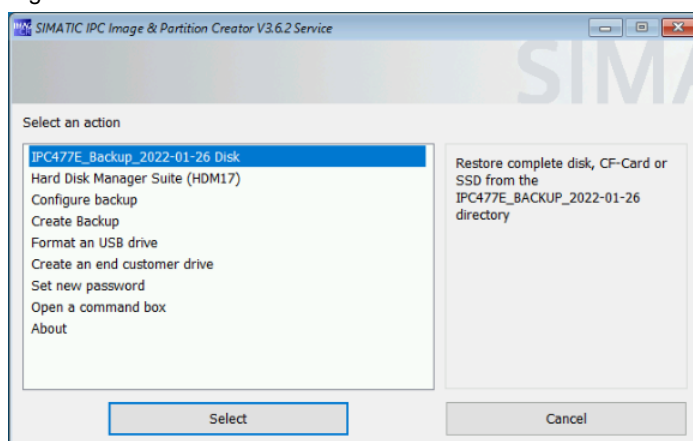 SIMATIC IPC Image & Partition Creator V3.6.2 Service
SIMA
Select an action
IPC477E_Backup_2022-01-26 Disk
Hard Disk Manager Suite (HDM17)
Configure backup
Create Backup
Format an USB drive
Create an end customer drive
Set new password
Open a command box
About
Restore complete disk, CF-Card or
SSD from the
IPC477E_BACKUP_2022-01-26
directory
Select
Cancel